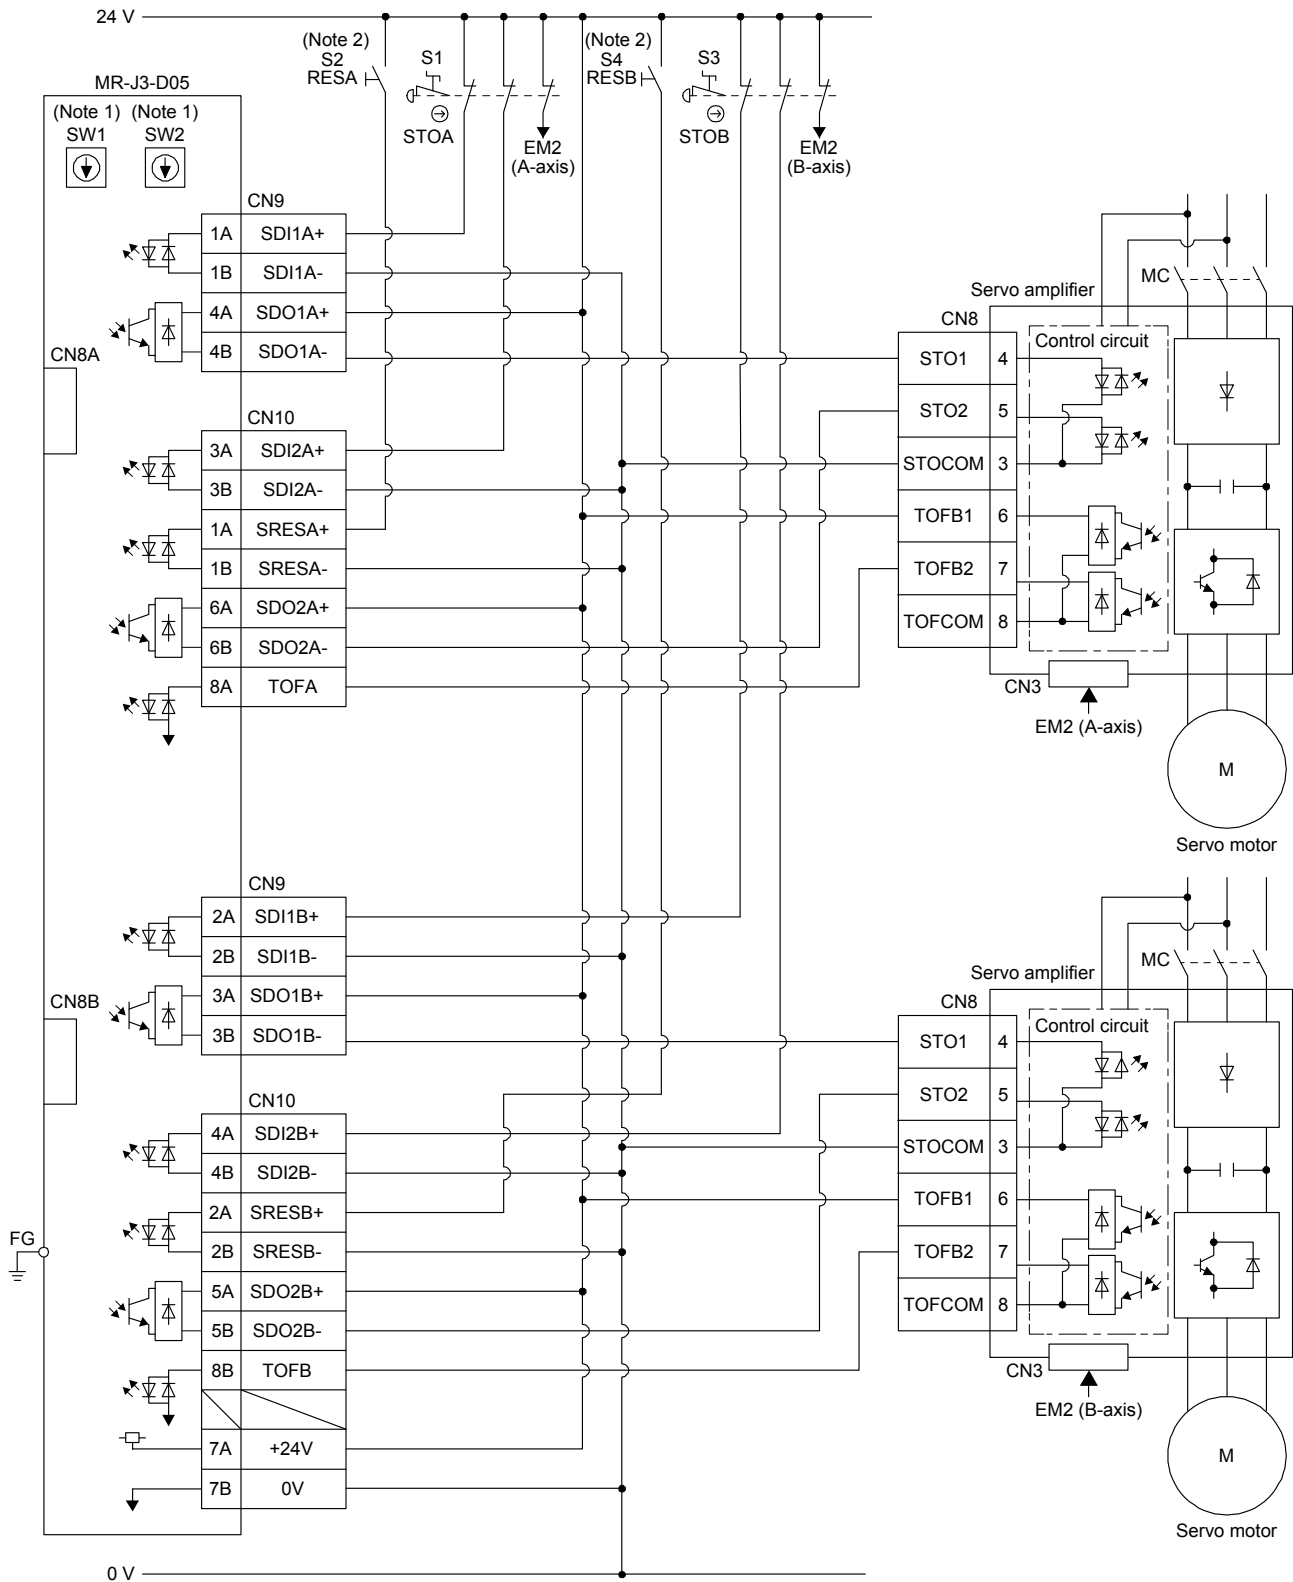 24 V
(Note 2)
S2
RESA
S1
STOA
EM2
(A-axis)
(Note 2)
S4
RESB
S3
STOB
EM2
(B-axis)
MR-J3-D05
(Note 1) (Note 1)
SW1 SW2
CN9
1A SDI1A+
1B SDI1A-
4A SDO1A+
4B SDO1A-
CN8A
CN10
3A SDI2A+
3B SDI2A-
1A SRESA+
1B SRESA-
6A SDO2A+
6B SDO2A-
8A TOFA
MC
Servo amplifier
CN8
Control circuit
STO1 4
STO2 5
STOCOM 3
TOFB1 6
TOFB2 7
TOFCOM 8
CN3
EM2 (A-axis)
M
Servo motor
CN9
2A SDI1B+
2B SDI1B-
3A SDO1B+
3B SDO1B-
CN8B
CN10
4A SDI2B+
4B SDI2B-
2A SRESB+
2B SRESB-
5A SDO2B+
5B SDO2B-
8B TOFB
7A +24V
7B 0V
FG
MC
Servo amplifier
CN8
Control circuit
STO1 4
STO2 5
STOCOM 3
TOFB1 6
TOFB2 7
TOFCOM 8
CN3
EM2 (B-axis)
M
Servo motor
0 V